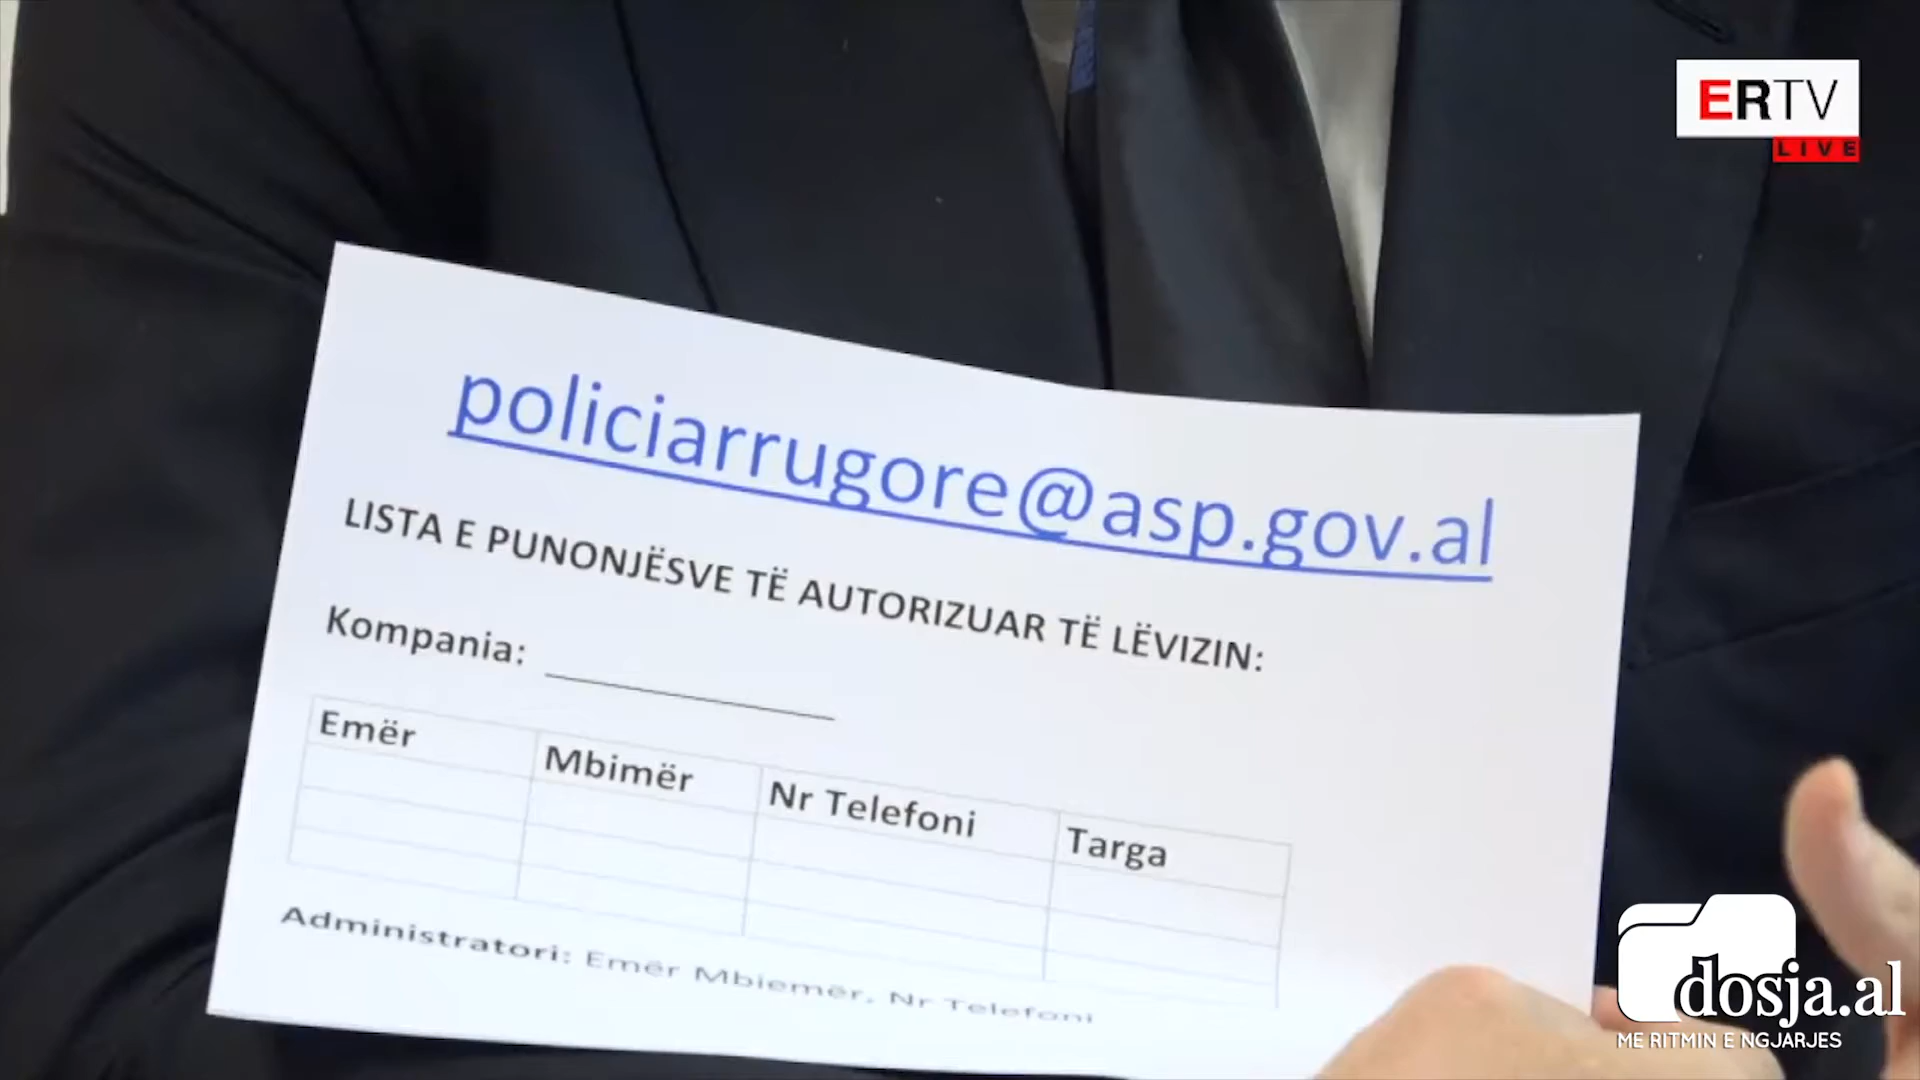 ERTV
LIVE
policiarrugore@asp.gov.al
LISTA E PUNONJËSVE TË AUTORIZUAR TË LËVIZIN:
Kompania: ____________
Emër Mbimër Nr Telefoni Targa
Administratori: Emër Mbiemër, Nr Telefoni
dosja.al
ME RITMIN E NGJARJES